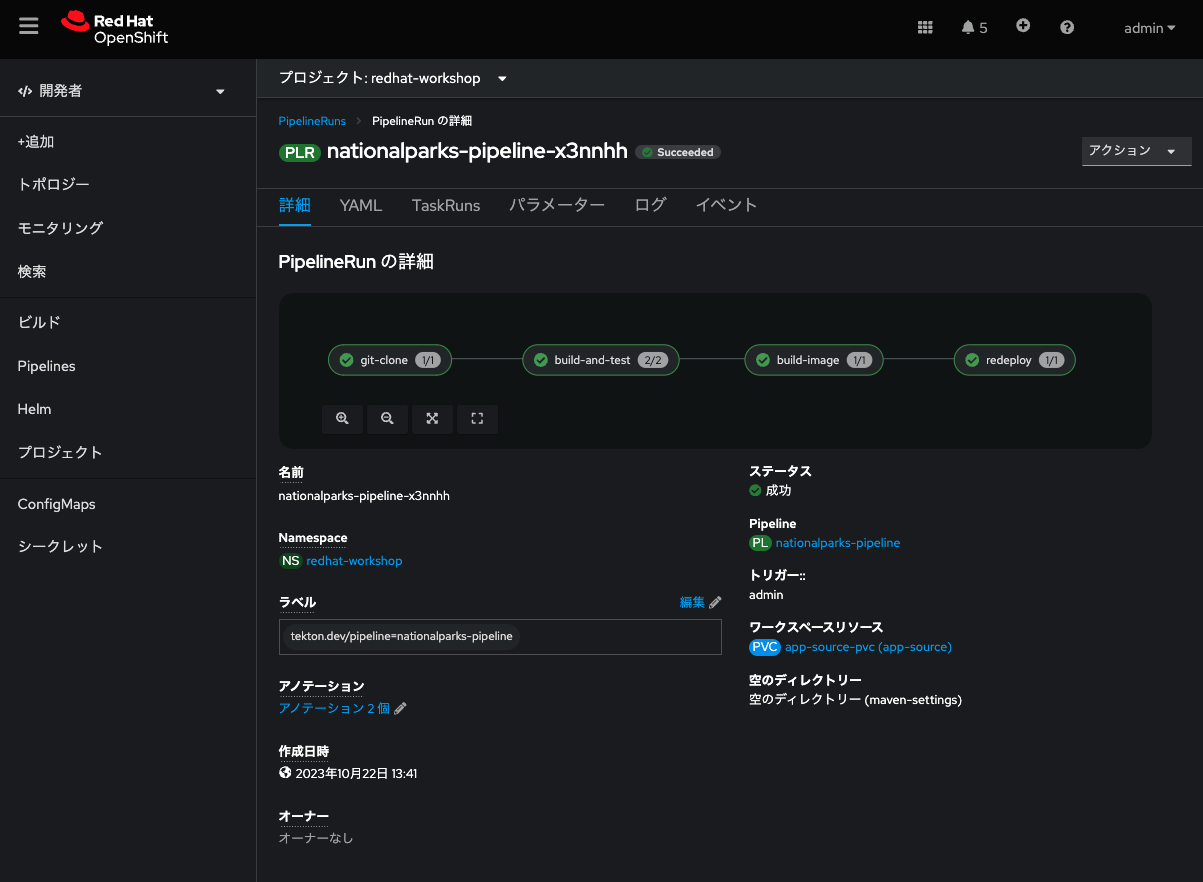 Red Hat
OpenShift
5
admin
開発者
+追加
トポロジー
モニタリング
検索
ビルド
Pipelines
Helm
プロジェクト
ConfigMaps
シークレット
プロジェクト: redhat-workshop
PipelineRuns
PipelineRun の詳細
PLR nationalparks-pipeline-x3nnhh Succeeded
アクション
詳細 YAML TaskRuns パラメーター ログ イベント
PipelineRun の詳細
git-clone 1/1 build-and-test 2/2 build-image 1/1 redeploy 1/1
名前
nationalparks-pipeline-x3nnhh
Namespace
NS redhat-workshop
ラベル 編集
tekton.dev/pipeline=nationalparks-pipeline
アノテーション
アノテーション 2 個
作成日時
2023年10月22日 13:41
オーナー
オーナーなし
ステータス
成功
Pipeline
PL nationalparks-pipeline
トリガー::
admin
ワークスペースリソース
PVC app-source-pvc (app-source)
空のディレクトリー
空のディレクトリー (maven-settings)